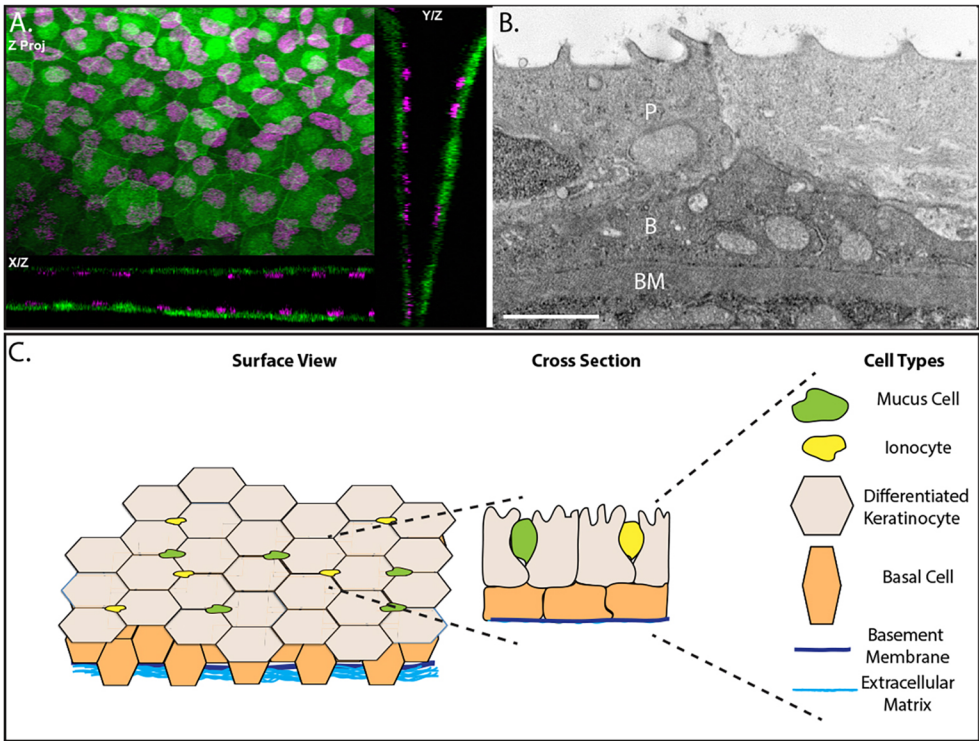 A.
Z Proj
Y/Z
X/Z
B.
P
B
BM
C.
Surface View
Cross Section
Cell Types
Mucus Cell
Ionocyte
Differentiated
Keratinocyte
Basal Cell
Basement
Membrane
Extracellular
Matrix